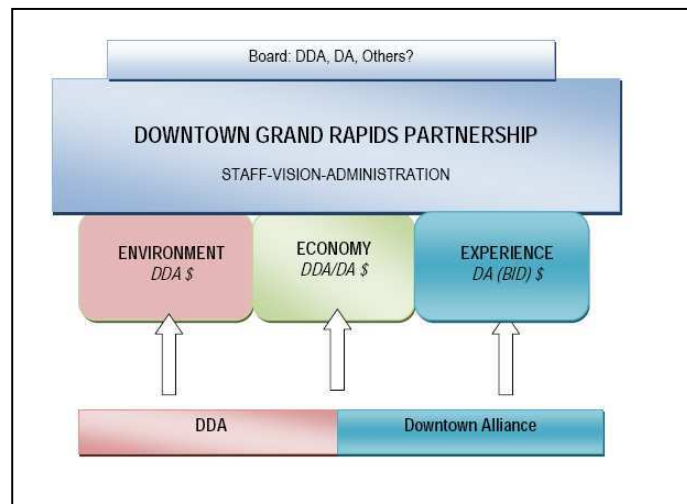 Board: DDA, DA, Others?
DOWNTOWN GRAND RAPIDS PARTNERSHIP
STAFF-VISION-ADMINISTRATION
ENVIRONMENT
DDA $
ECONOMY
DDA/DA $
EXPERIENCE
DA (BID) $
DDA
Downtown Alliance